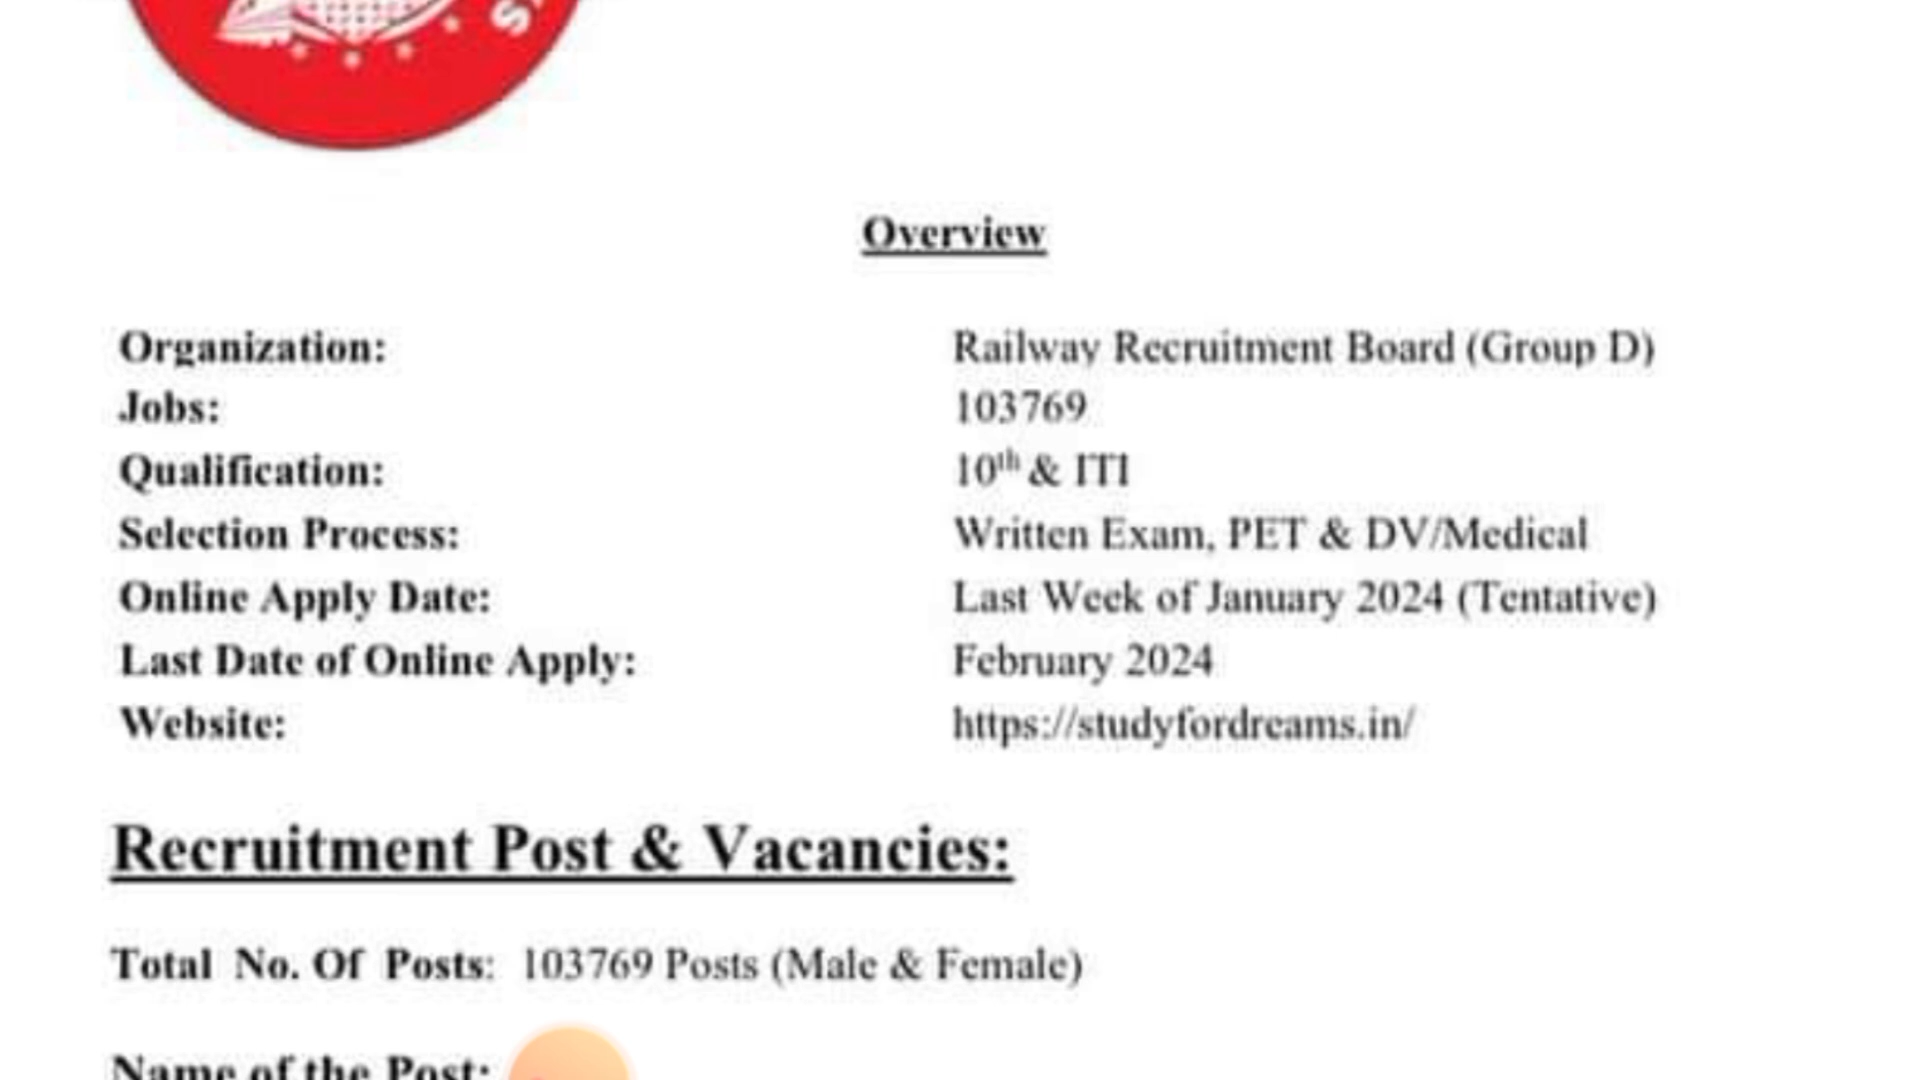 Overview
Organization: Railway Recruitment Board (Group D)
Jobs: 103769
Qualification: 10th & ITI
Selection Process: Written Exam, PET & DV/Medical
Online Apply Date: Last Week of January 2024 (Tentative)
Last Date of Online Apply: February 2024
Website: https://studyfordreams.in/
Recruitment Post & Vacancies:
Total No. Of Posts: 103769 Posts (Male & Female)
Name of the Post: